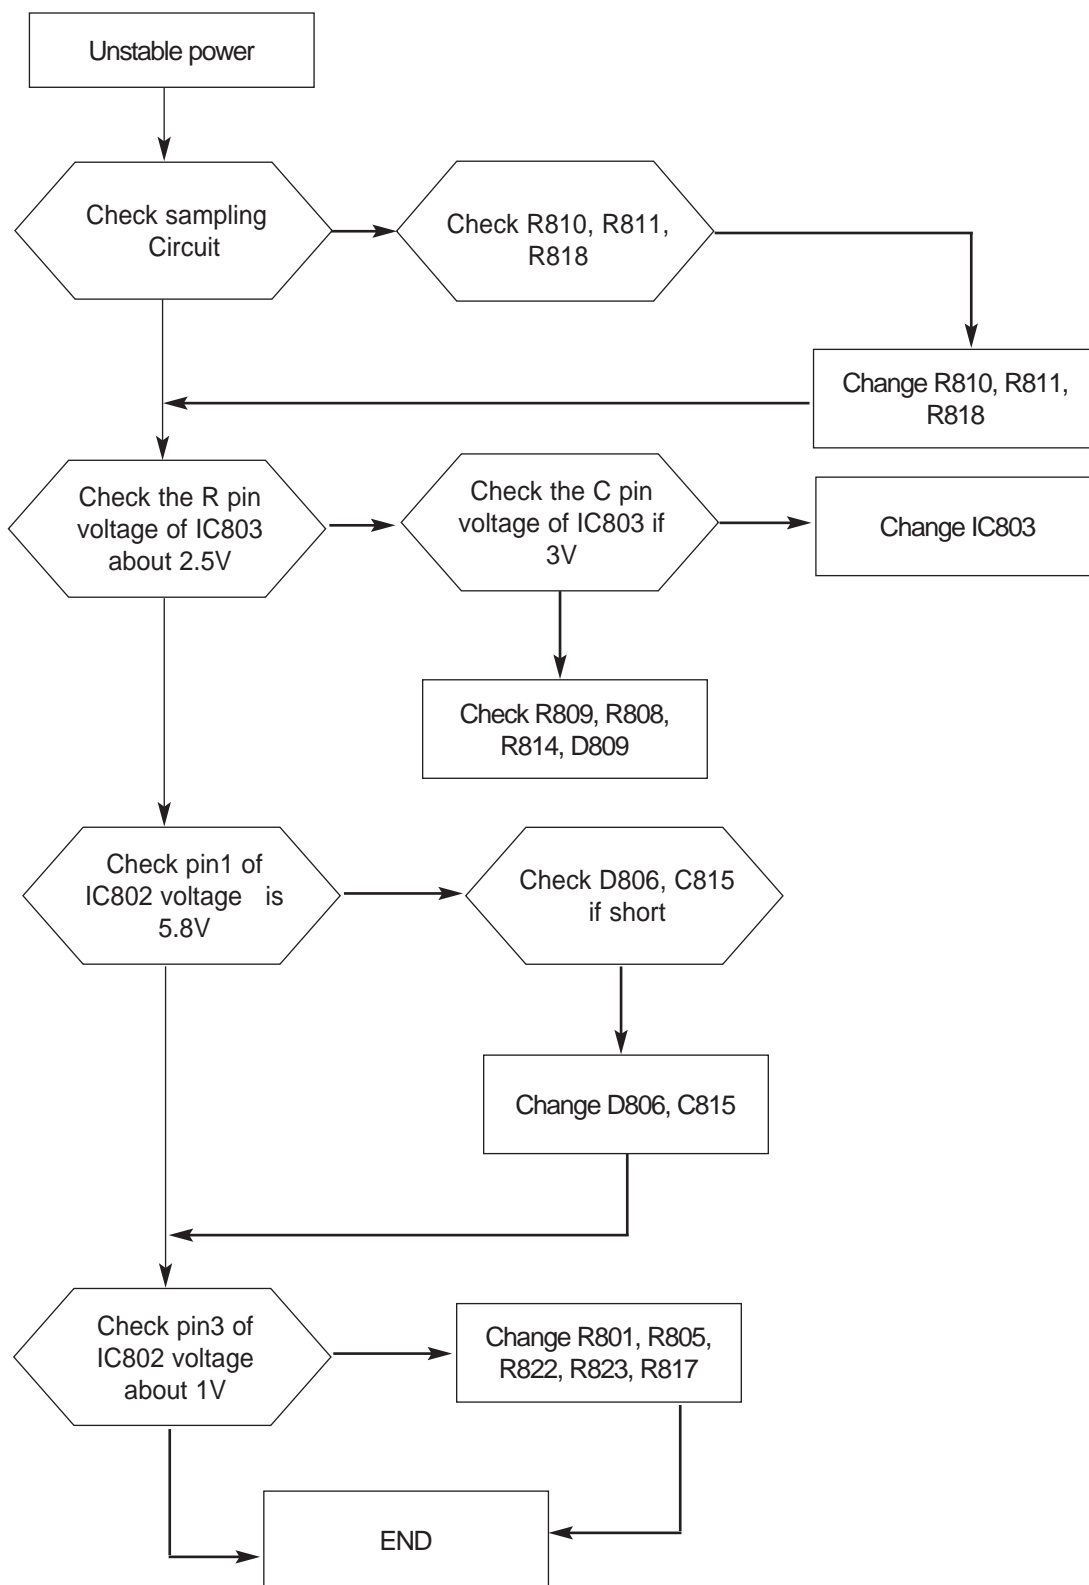 Unstable power
Check sampling
Circuit
Check R810, R811,
R818
Change R810, R811,
R818
Check the R pin
voltage of IC803
about 2.5V
Check the C pin
voltage of IC803 if
3V
Change IC803
Check R809, R808,
R814, D809
Check pin1 of
IC802 voltage is
5.8V
Check D806, C815
if short
Change D806, C815
Check pin3 of
IC802 voltage
about 1V
Change R801, R805,
R822, R823, R817
END